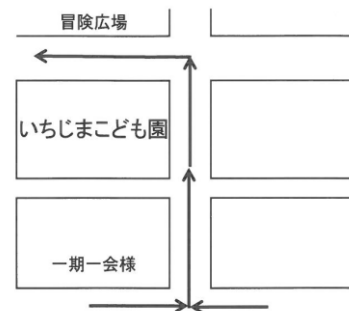 冒険広場
いちじまこども園
一期一会様